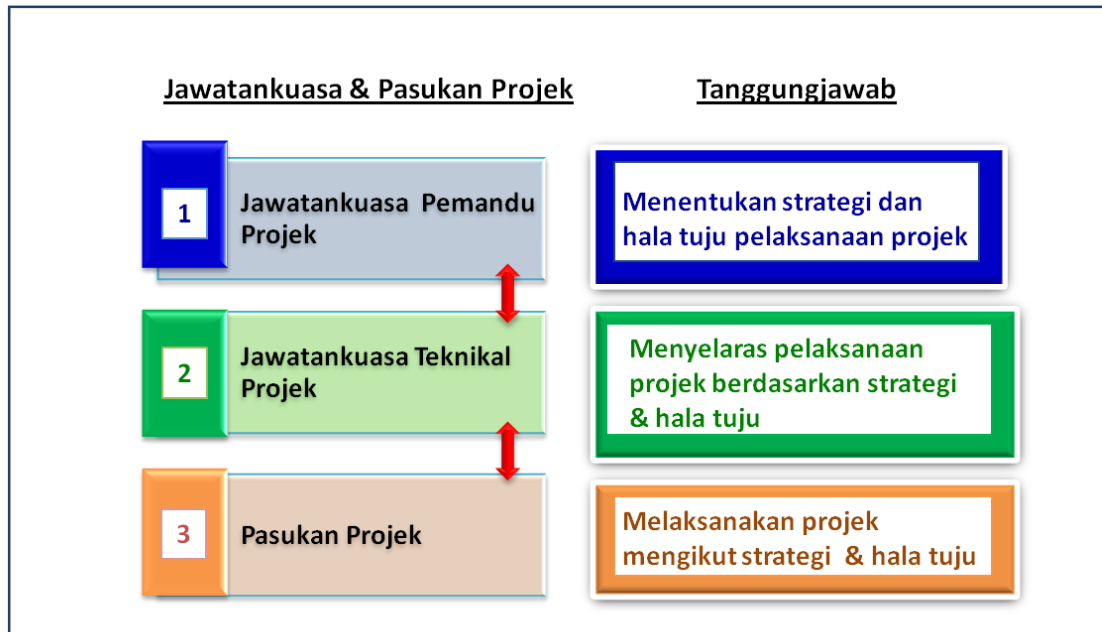 Jawatankuasa & Pasukan Projek
Tanggungjawab
1
Jawatankuasa Pemandu
Projek
Menentukan strategi dan
hala tuju pelaksanaan projek
2
Jawatankuasa Teknikal
Projek
Menyelaras pelaksanaan
projek berdasarkan strategi
& hala tuju
3
Pasukan Projek
Melaksanakan projek
mengikut strategi & hala tuju